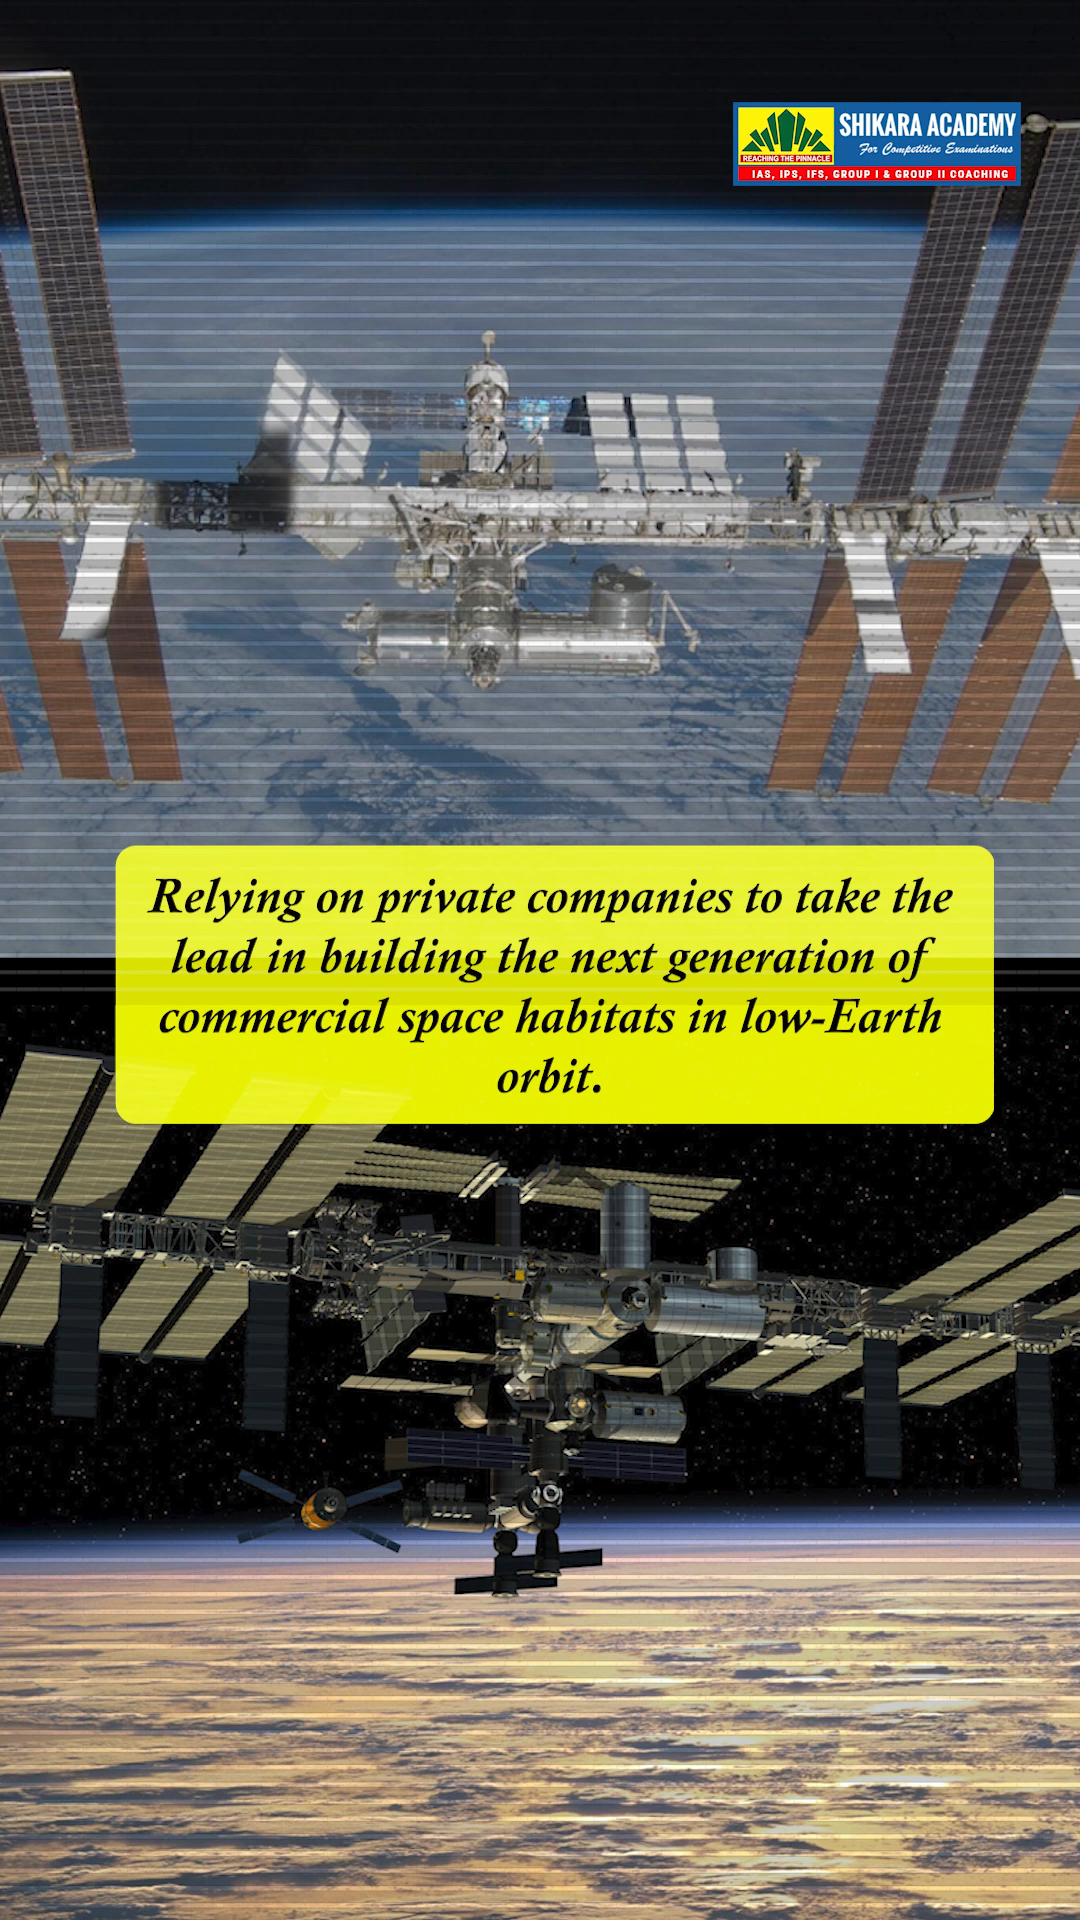 SHIKARA ACADEMY
For Competitive Examinations
REACHING THE PINNACLE
IAS, IPS, IFS, GROUP I & GROUP II COACHING
Relying on private companies to take the
lead in building the next generation of
commercial space habitats in low-Earth
orbit.